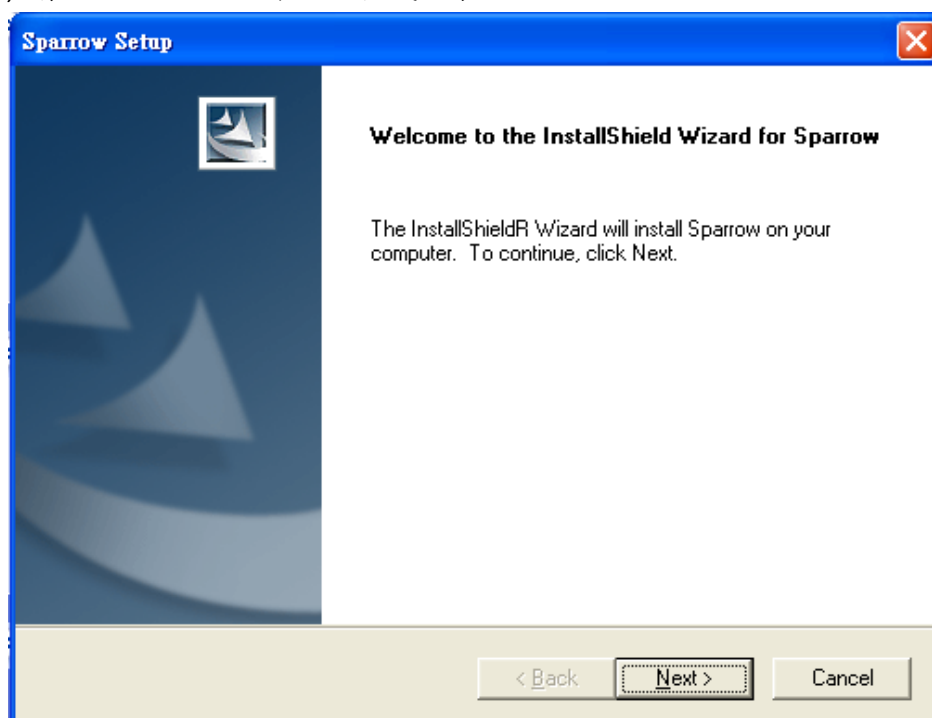 Sparrow Setup
Welcome to the InstallShield Wizard for Sparrow
The InstallShieldR Wizard will install Sparrow on your
computer.  To continue, click Next.
< Back
Next >
Cancel